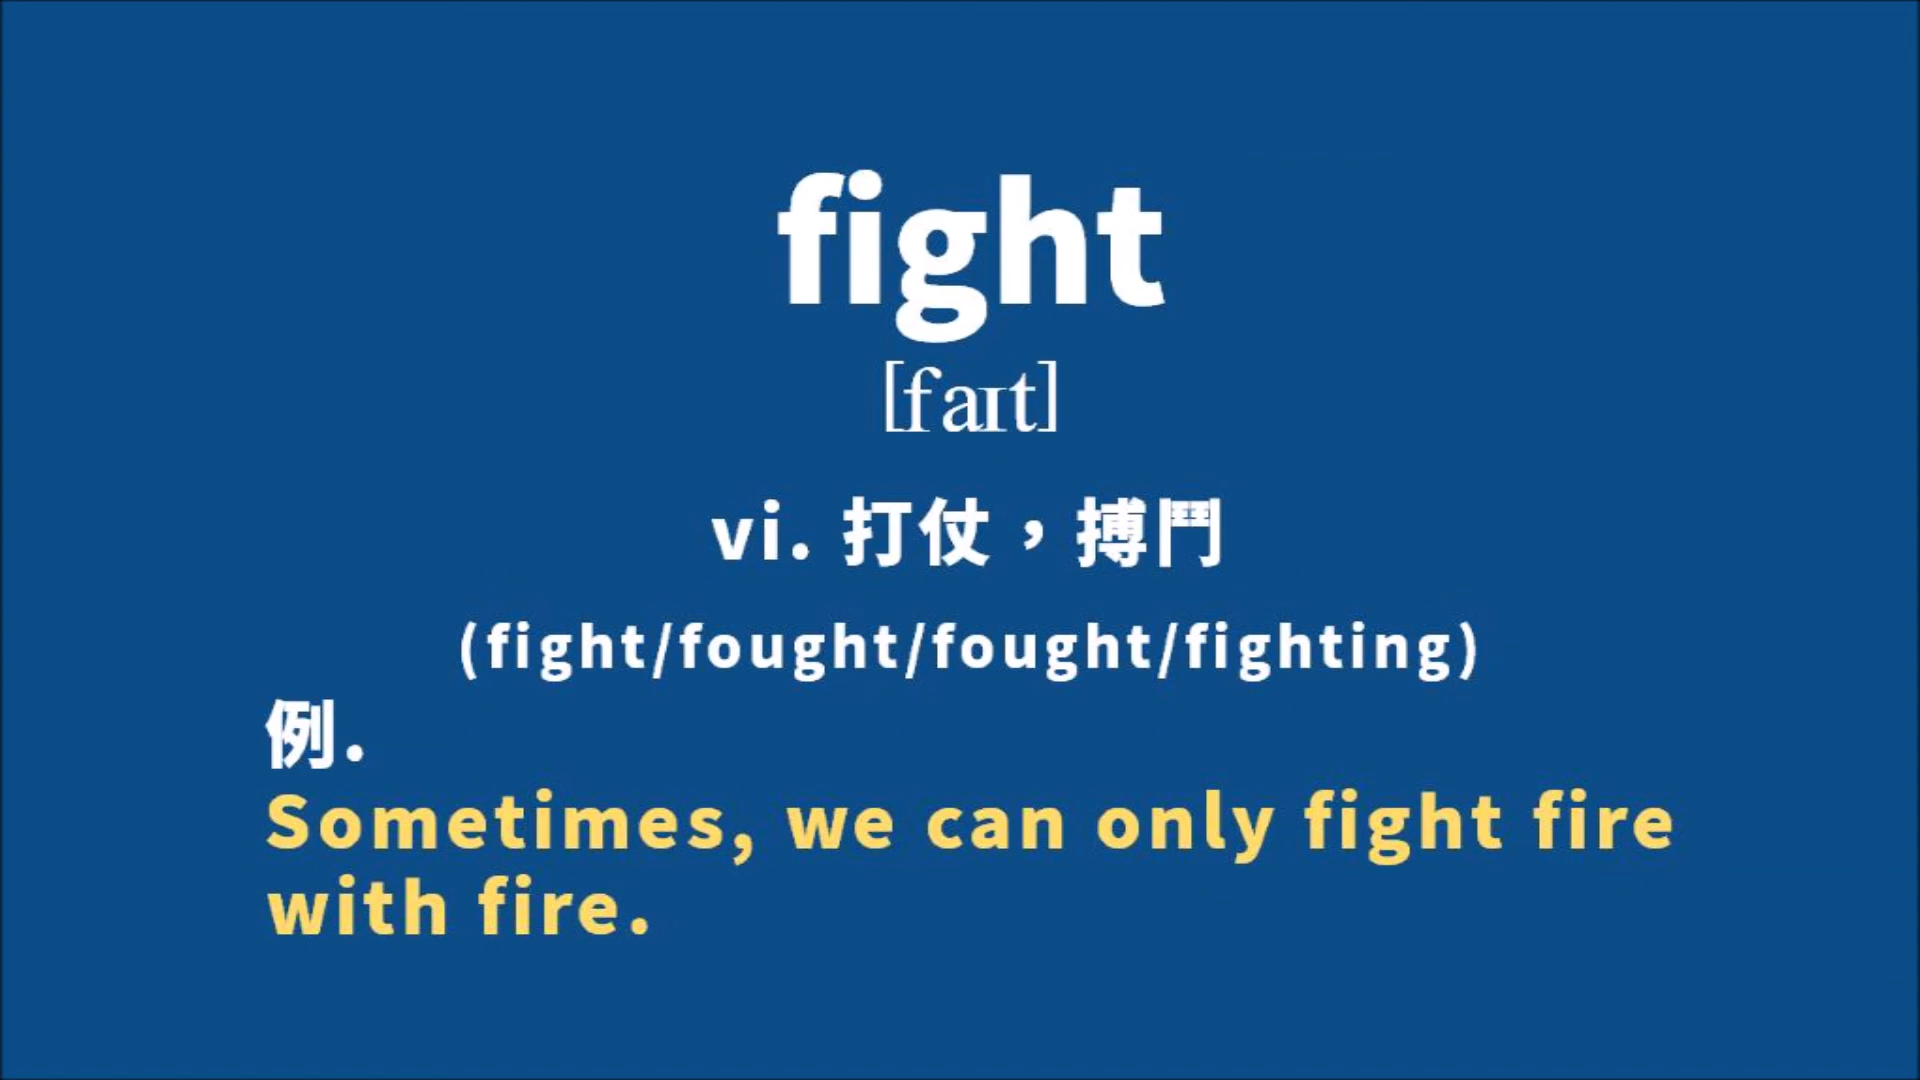 fight
[faɪt]
vi. 打仗，搏鬥
(fight/fought/fought/fighting)
例.
Sometimes, we can only fight fire
with fire.